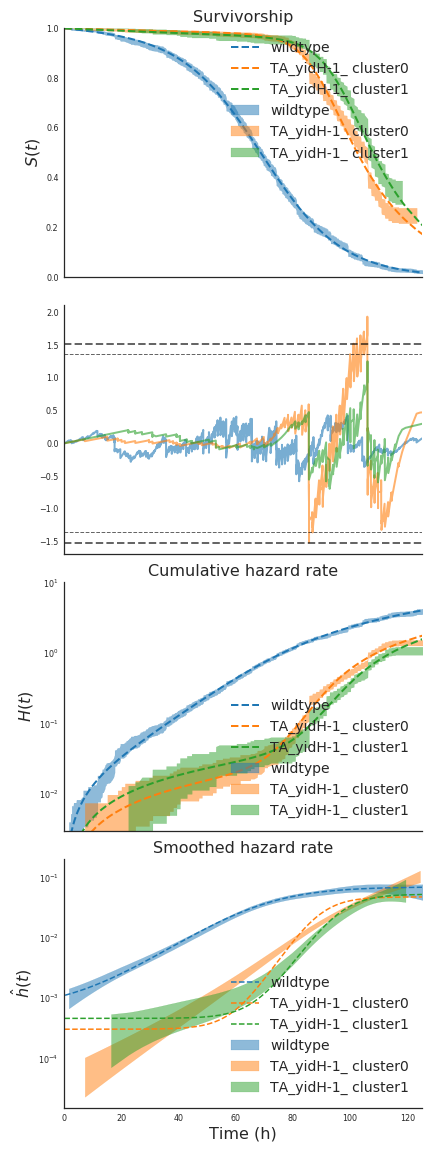 Survivorship
1.0
0.8
0.6
0.4
0.2
0.0
S(t)
wildtype
TA_yidH-1_ cluster0
TA_yidH-1_ cluster1
wildtype
TA_yidH-1_ cluster0
TA_yidH-1_ cluster1
2.0
1.5
1.0
0.5
0.0
−0.5
−1.0
−1.5
Cumulative hazard rate
10¹
10⁰
10⁻¹
10⁻²
H(t)
wildtype
TA_yidH-1_ cluster0
TA_yidH-1_ cluster1
wildtype
TA_yidH-1_ cluster0
TA_yidH-1_ cluster1
Smoothed hazard rate
10⁻¹
10⁻²
10⁻³
10⁻⁴
ĥ(t)
wildtype
TA_yidH-1_ cluster0
TA_yidH-1_ cluster1
wildtype
TA_yidH-1_ cluster0
TA_yidH-1_ cluster1
0 20 40 60 80 100 120
Time (h)